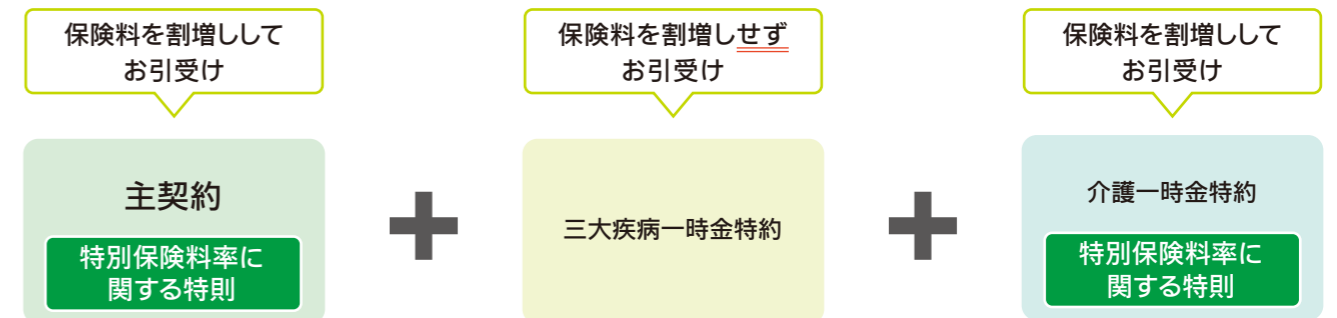 保険料を割増しして
お引受け
保険料を割増しせず
お引受け
保険料を割増しして
お引受け
主契約
特別保険料率に
関する特則
三大疾病一時金特約
介護一時金特約
特別保険料率に
関する特則